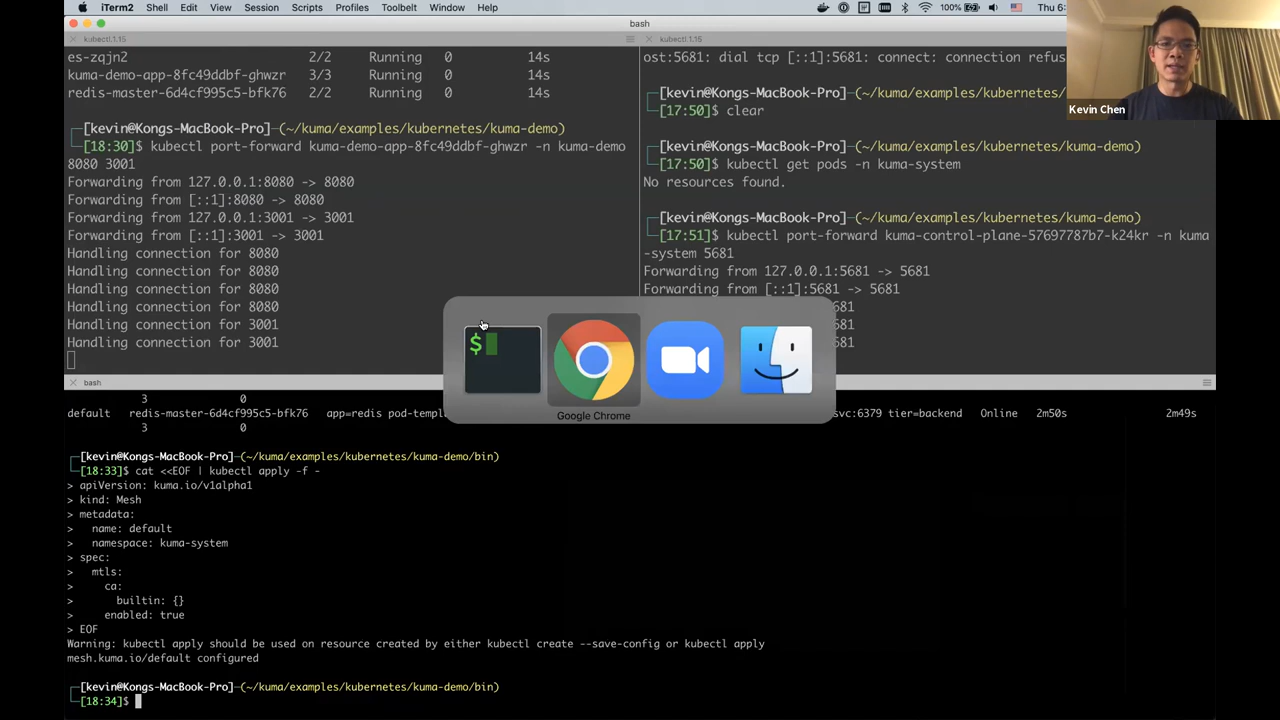 iTerm2 Shell Edit View Session Scripts Profiles Toolbelt Window Help 100% Thu 6:
bash
kubectl.1.15
es-zqjn2 2/2 Running 0 14s
kuma-demo-app-8fc49ddbf-ghwzr 3/3 Running 0 14s
redis-master-6d4cf995c5-bfk76 2/2 Running 0 14s
[kevin@Kongs-MacBook-Pro]-(~/kuma/examples/kubernetes/kuma-demo)
[18:30]$ kubectl port-forward kuma-demo-app-8fc49ddbf-ghwzr -n kuma-demo
8080 3001
Forwarding from 127.0.0.1:8080 -> 8080
Forwarding from [::1]:8080 -> 8080
Forwarding from 127.0.0.1:3001 -> 3001
Forwarding from [::1]:3001 -> 3001
Handling connection for 8080
Handling connection for 8080
Handling connection for 8080
Handling connection for 8080
Handling connection for 3001
Handling connection for 3001
kubectl.1.15
ost:5681: dial tcp [::1]:5681: connect: connection refus
[kevin@Kongs-MacBook-Pro]-(~/kuma/examples/kubernetes/
[17:50]$ clear
[kevin@Kongs-MacBook-Pro]-(~/kuma/examples/kubernetes/kuma-demo)
[17:50]$ kubectl get pods -n kuma-system
No resources found.
[kevin@Kongs-MacBook-Pro]-(~/kuma/examples/kubernetes/kuma-demo)
[17:51]$ kubectl port-forward kuma-control-plane-57697787b7-k24kr -n kuma
-system 5681
Forwarding from 127.0.0.1:5681 -> 5681
Forwarding from [::1]:5681 -> 5681
681
681
681
Kevin Chen
$
Google Chrome
bash
3 0
default redis-master-6d4cf995c5-bfk76 app=redis pod-templ svc:6379 tier=backend Online 2m50s 2m49s
3 0
[kevin@Kongs-MacBook-Pro]-(~/kuma/examples/kubernetes/kuma-demo/bin)
[18:33]$ cat <<EOF | kubectl apply -f -
> apiVersion: kuma.io/v1alpha1
> kind: Mesh
> metadata:
> name: default
> namespace: kuma-system
> spec:
> mtls:
> ca:
> builtin: {}
> enabled: true
> EOF
Warning: kubectl apply should be used on resource created by either kubectl create --save-config or kubectl apply
mesh.kuma.io/default configured
[kevin@Kongs-MacBook-Pro]-(~/kuma/examples/kubernetes/kuma-demo/bin)
[18:34]$